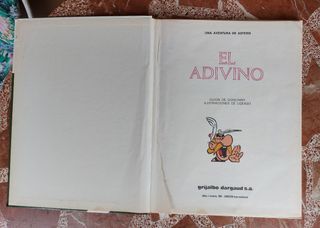 UNA AVENTURA DE ASTERIX
EL
ADIVINO
GUION DE GOSCINNY
ILUSTRACIONES DE UDERZO
grijalbo dargaud s.a.